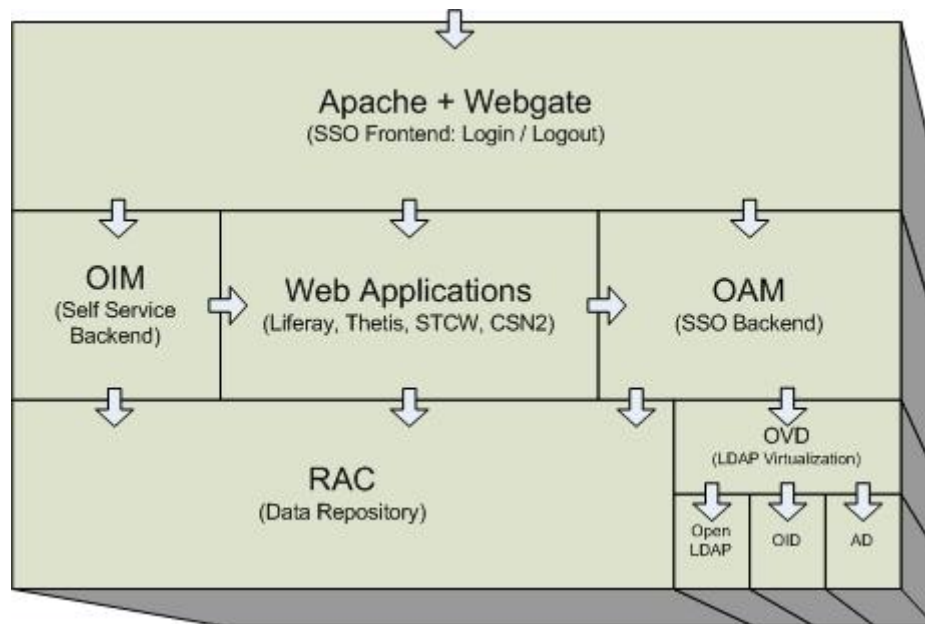 Apache + Webgate
(SSO Frontend: Login / Logout)
OIM
(Self Service
Backend)
Web Applications
(Liferay, Thetis, STCW, CSN2)
OAM
(SSO Backend)
RAC
(Data Repository)
OVD
(LDAP Virtualization)
Open
LDAP
OID
AD